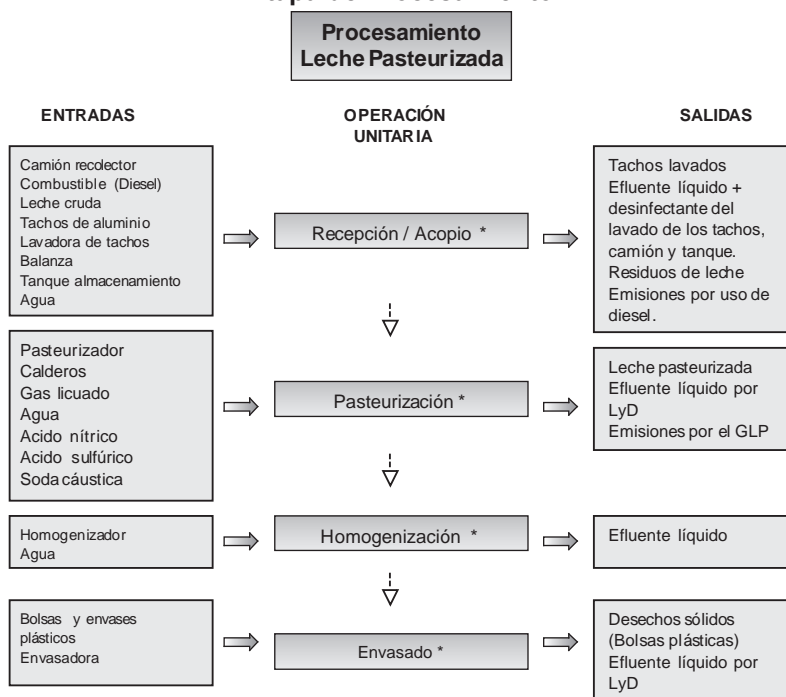 Procesamiento
Leche Pasteurizada
ENTRADAS
OPERACIÓN
UNITARIA
SALIDAS
Camión recolector
Combustible (Diesel)
Leche cruda
Tachos de aluminio
Lavadora de tachos
Balanza
Tanque almacenamiento
Agua
Recepción / Acopio *
Tachos lavados
Efluente líquido +
desinfectante del
lavado de los tachos,
camión y tanque.
Residuos de leche
Emisiones por uso de
diesel.
Pasteurizador
Calderos
Gas licuado
Agua
Acido nítrico
Acido sulfúrico
Soda cáustica
Pasteurización *
Leche pasteurizada
Efluente líquido por
LyD
Emisiones por el GLP
Homogenizador
Agua
Homogenización *
Efluente líquido
Bolsas y envases
plásticos
Envasadora
Envasado *
Desechos sólidos
(Bolsas plásticas)
Efluente líquido por
LyD